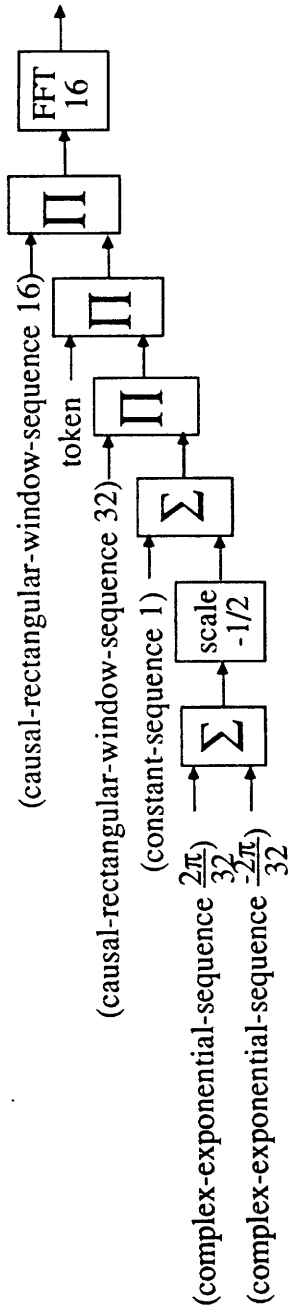 FFT
16
∏
(causal-rectangular-window-sequence 16)
∏
token
∏
(causal-rectangular-window-sequence 32)
Σ
(constant-sequence 1)
scale
-1/2
Σ
(complex-exponential-sequence 2π/32)
(complex-exponential-sequence -2π/32)